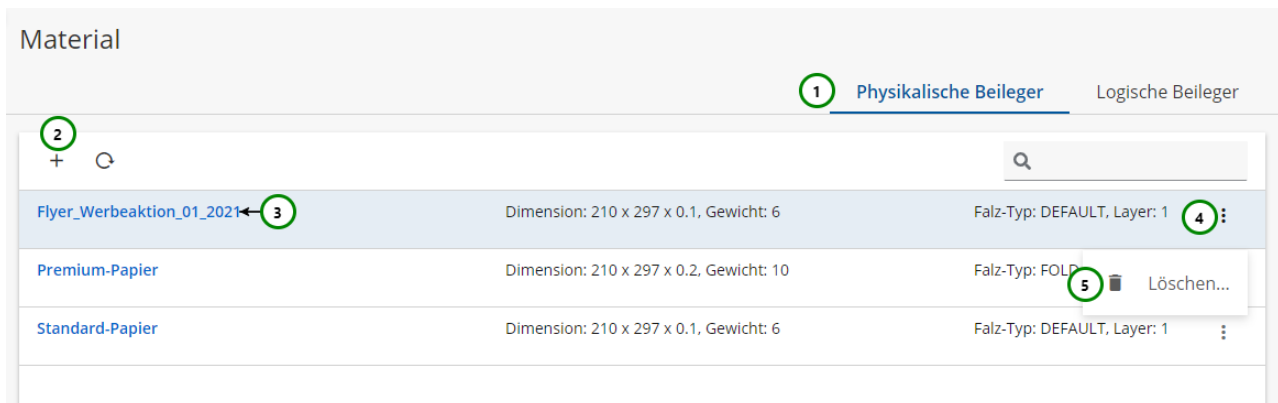 Material
1 Physikalische Beileger Logische Beileger
2
Flyer_Werbeaktion_01_2021 3 Dimension: 210 x 297 x 0.1, Gewicht: 6 Falz-Typ: DEFAULT, Layer: 1 4
Premium-Papier Dimension: 210 x 297 x 0.2, Gewicht: 10 Falz-Typ: FOLD
5 Löschen...
Standard-Papier Dimension: 210 x 297 x 0.1, Gewicht: 6 Falz-Typ: DEFAULT, Layer: 1